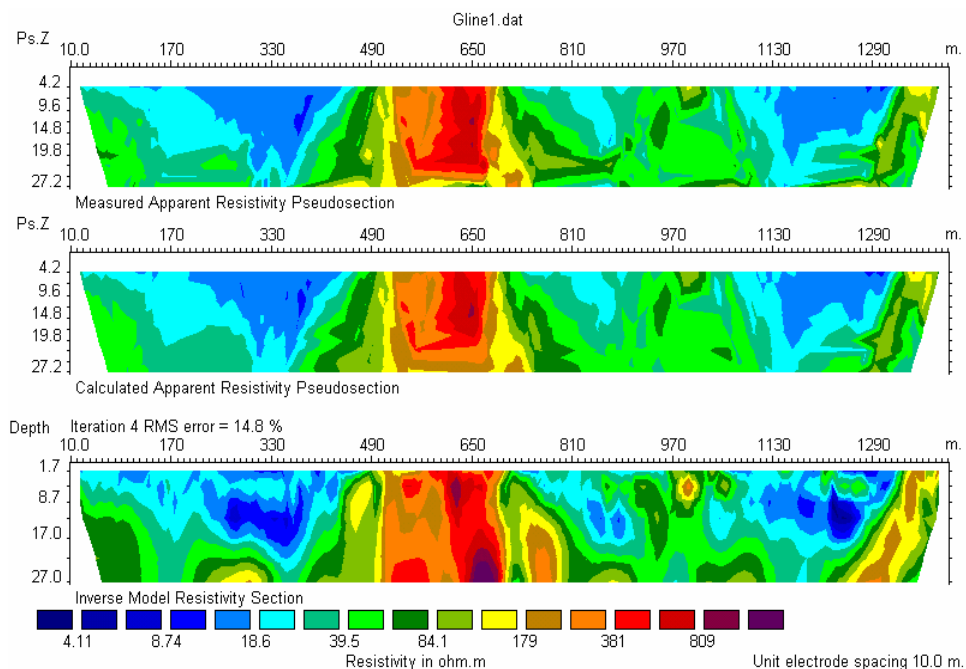 Gline1.dat
Ps.Z 10.0 170 330 490 650 810 970 1130 1290 m.
4.2
9.6
14.8
19.8
27.2
Measured Apparent Resistivity Pseudosection
Ps.Z 10.0 170 330 490 650 810 970 1130 1290 m.
4.2
9.6
14.8
19.8
27.2
Calculated Apparent Resistivity Pseudosection
Depth Iteration 4 RMS error = 14.8 %
10.0 170 330 490 650 810 970 1130 1290 m.
1.7
8.7
17.0
27.0
Inverse Model Resistivity Section
4.11 8.74 18.6 39.5 84.1 179 381 809
Resistivity in ohm.m Unit electrode spacing 10.0 m.